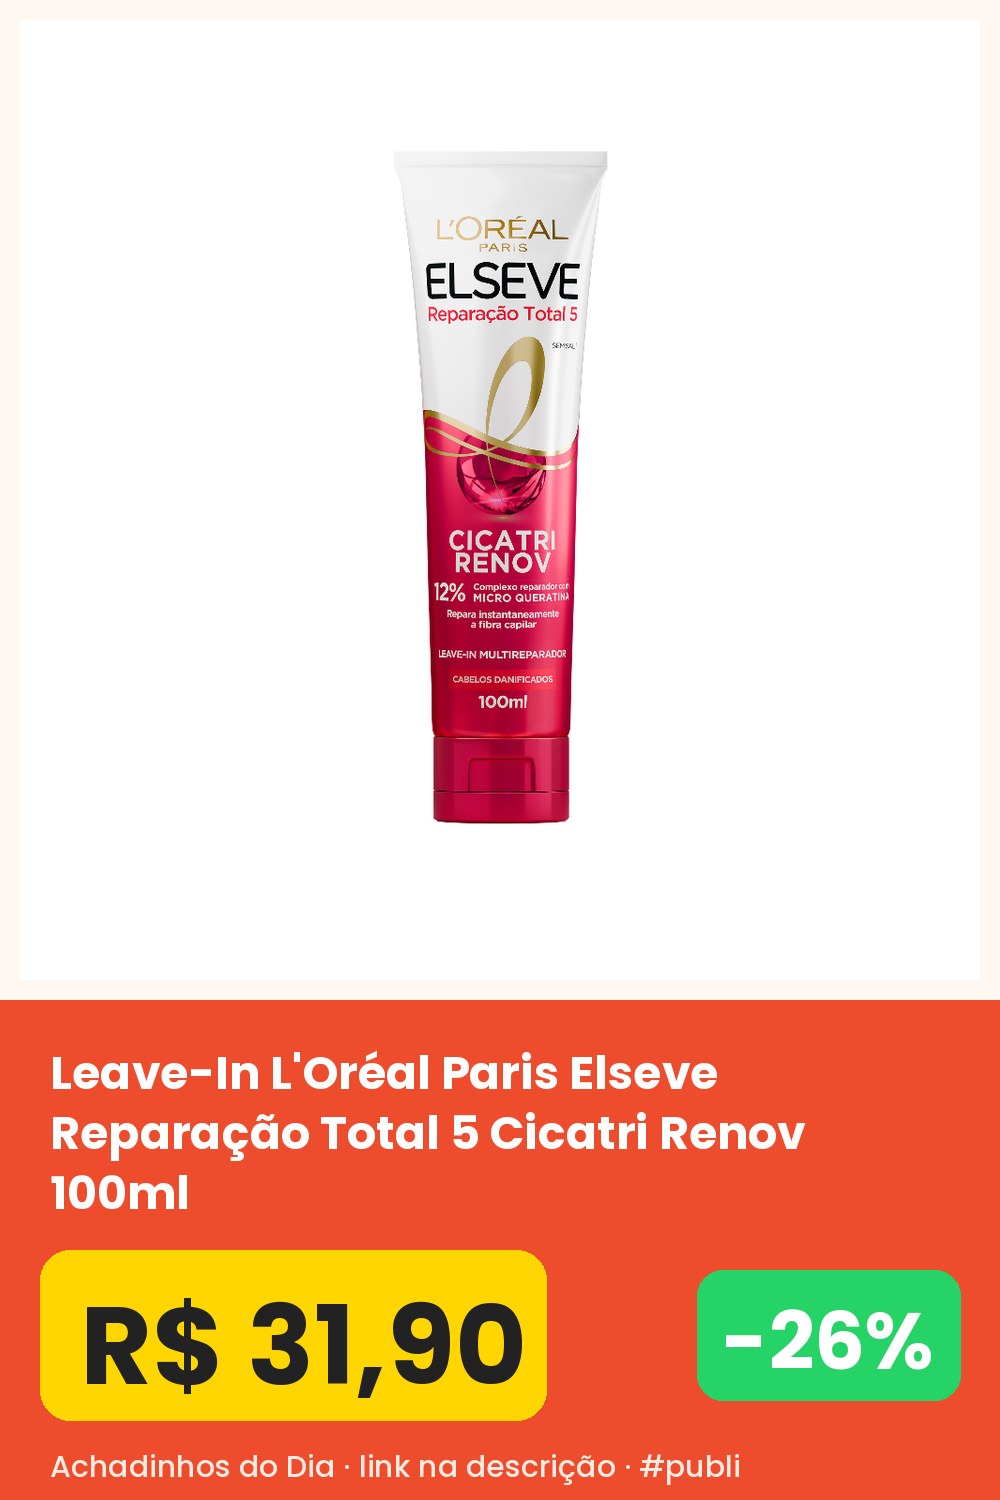 L'ORÉAL
PARIS
ELSEVE
Reparação Total 5
CICATRI
RENOV
12% Complexo reparador com
MICRO QUERATINA
Repara instantaneamente
a fibra capilar
LEAVE-IN MULTIREPARADOR
CABELOS DANIFICADOS
100ml
Leave-In L'Oréal Paris Elseve
Reparação Total 5 Cicatri Renov
100ml
R$ 31,90
-26%
Achadinhos do Dia · link na descrição · #publi